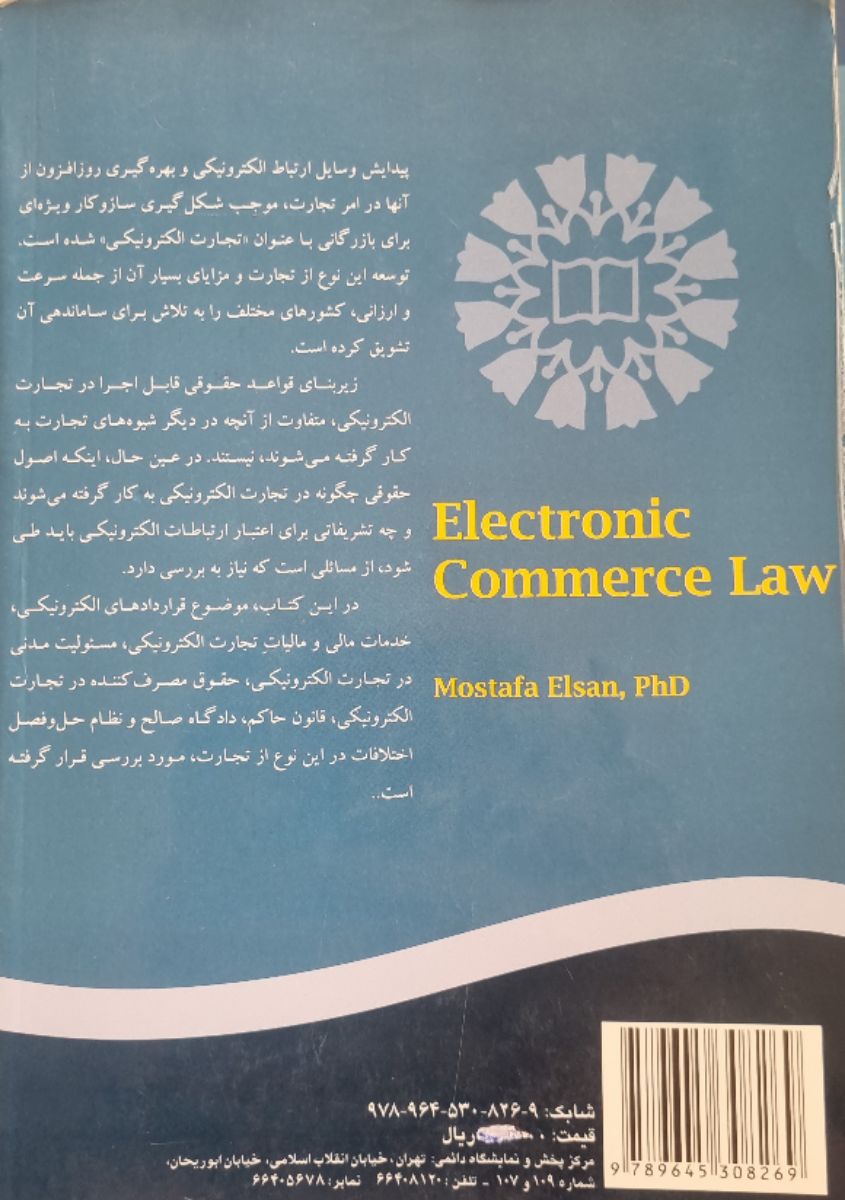 پیدایش وسایل ارتباط الکترونیکی و بهره‌گیری روزافزون از
آنها در امر تجارت، موجب شکل‌گیری سازوکار ویژه‌ای
برای بازرگانی با عنوان «تجارت الکترونیکی» شده است.
توسعه این نوع از تجارت و مزایای بسیار آن از جمله سرعت
و ارزانی، کشورهای مختلف را به تلاش برای ساماندهی آن
تشویق کرده است.
زیربنای قواعد حقوقی قابل اجرا در تجارت
الکترونیکی، متفاوت از آنچه در دیگر شیوه‌های تجارت به
کار گرفته می‌شوند، نیستند. در عین حال، اینکه اصول
حقوقی چگونه در تجارت الکترونیکی به کار گرفته می‌شوند
و چه تشریفاتی برای اعتبار ارتباطات الکترونیکی باید طی
شود، از مسائلی است که نیاز به بررسی دارد.
در این کتاب، موضوع قراردادهای الکترونیکی،
خدمات مالی و مالیات تجارت الکترونیکی، مسئولیت مدنی
در تجارت الکترونیکی، حقوق مصرف‌کننده در تجارت
الکترونیکی، قانون حاکم، دادگاه صالح و نظام حل‌وفصل
اختلافات در این نوع از تجارت، مورد بررسی قرار گرفته
است..
Electronic
Commerce Law
Mostafa Elsan, PhD
شابک: ۹-۸۲۶-۵۳۰-۹۶۴-۹۷۸
قیمت: ریال
مرکز پخش و نمایشگاه دائمی: تهران، خیابان انقلاب اسلامی، خیابان ابوریحان،
شماره ۱۰۹ و ۱۰۷ - تلفن: ۶۶۴۰۸۱۲۰ نمابر: ۶۶۴۰۵۶۷۸
9 789645 308269